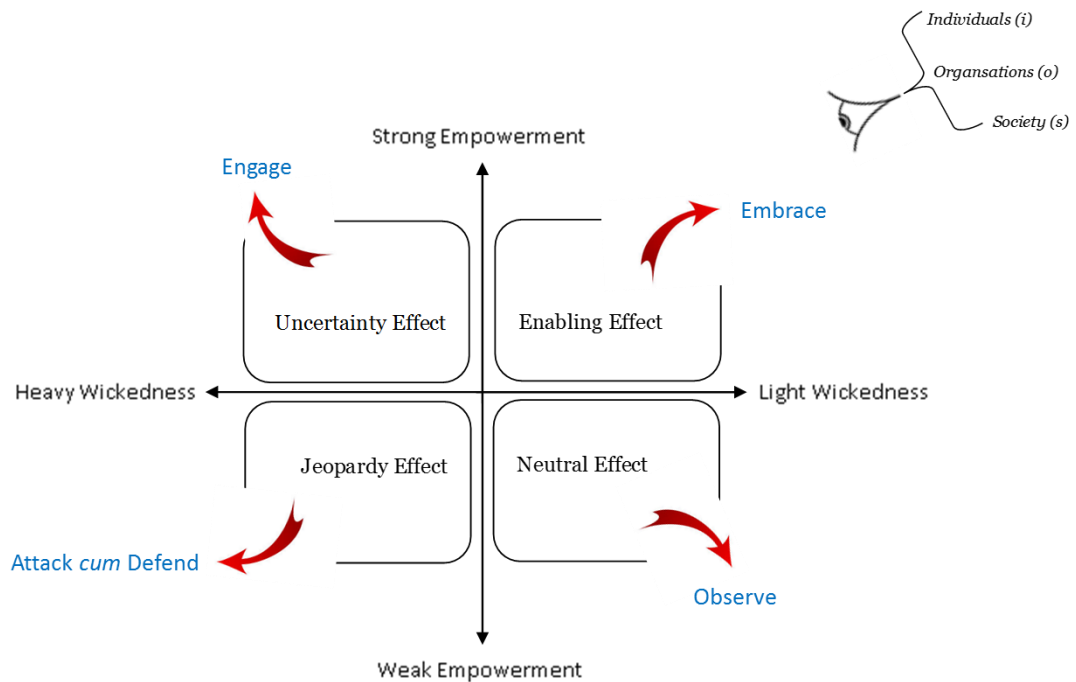 Individuals (i)
Organsations (o)
Society (s)
Strong Empowerment
Engage
Embrace
Uncertainty Effect
Enabling Effect
Heavy Wickedness
Light Wickedness
Jeopardy Effect
Neutral Effect
Attack cum Defend
Observe
Weak Empowerment